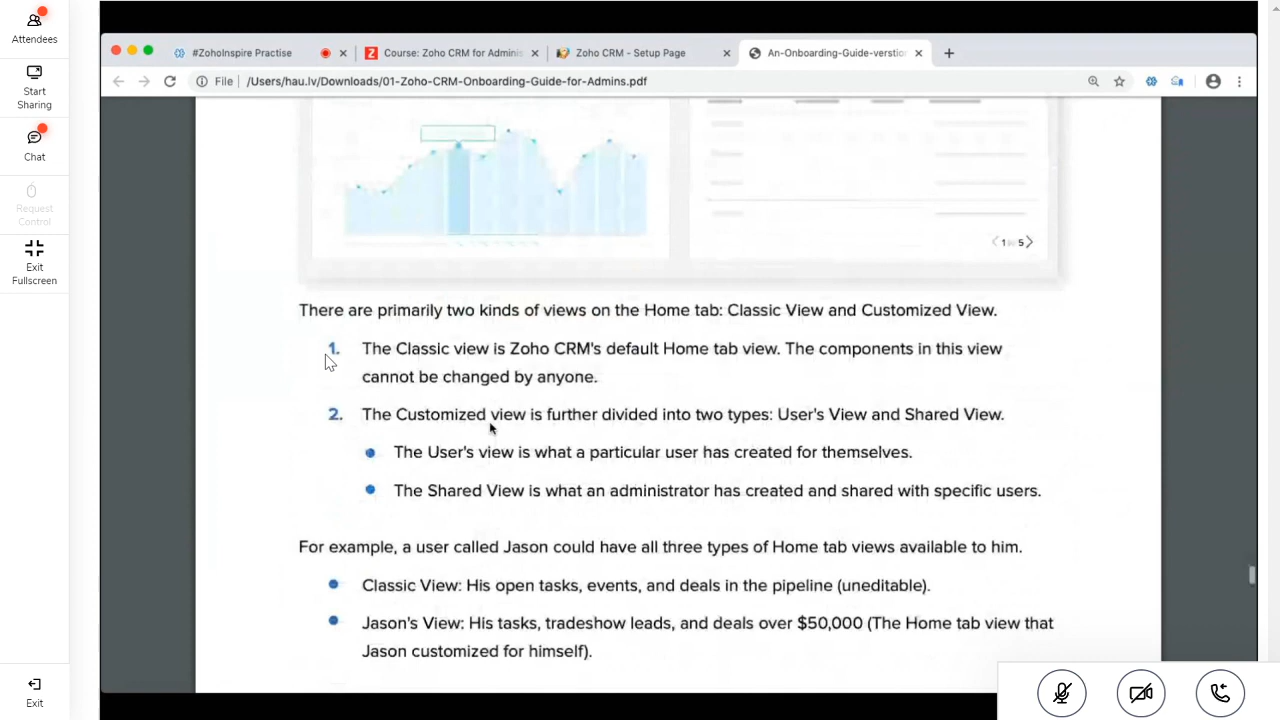 Attendees
Start
Sharing
Chat
Request
Control
Exit
Fullscreen
Exit
#ZohoInspire Practise
Course: Zoho CRM for Adminis
Zoho CRM - Setup Page
An-Onboarding-Guide-verstio
File
/Users/hau.lv/Downloads/01-Zoho-CRM-Onboarding-Guide-for-Admins.pdf
1 5
There are primarily two kinds of views on the Home tab: Classic View and Customized View.
1. The Classic view is Zoho CRM's default Home tab view. The components in this view
cannot be changed by anyone.
2. The Customized view is further divided into two types: User's View and Shared View.
The User's view is what a particular user has created for themselves.
The Shared View is what an administrator has created and shared with specific users.
For example, a user called Jason could have all three types of Home tab views available to him.
Classic View: His open tasks, events, and deals in the pipeline (uneditable).
Jason's View: His tasks, tradeshow leads, and deals over $50,000 (The Home tab view that
Jason customized for himself).